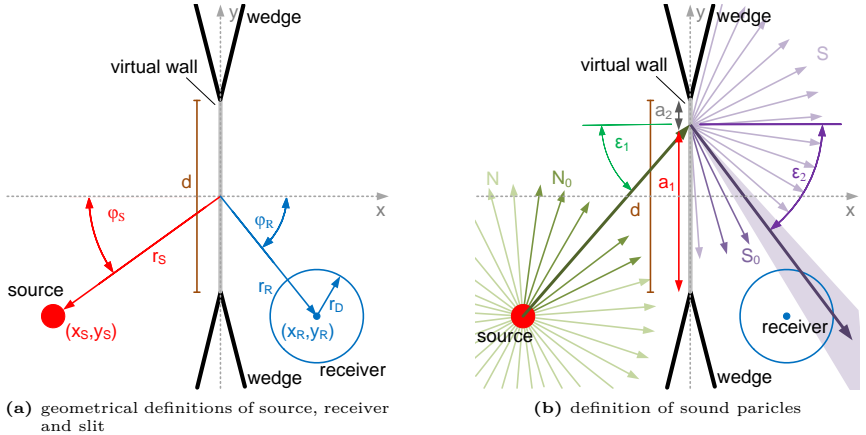 y
wedge
virtual wall
d
x
φS
φR
rS
rR
rD
source
(xS,yS)
(xR,yR)
receiver
wedge
(a) geometrical definitions of source, receiver
and slit
y
wedge
S
virtual wall
a2
ε1
ε2
N
N0
a1
d
x
S0
source
receiver
wedge
(b) definition of sound paricles